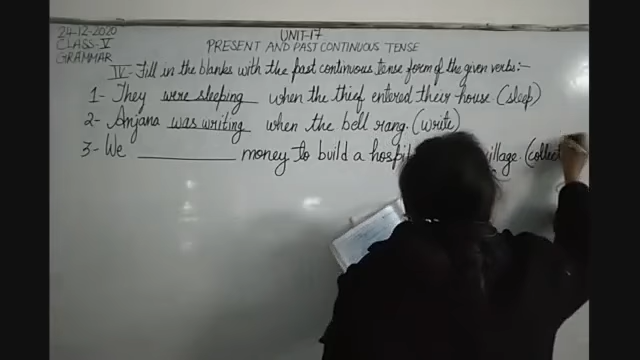 24-12-2020
CLASS-V
GRAMMAR
UNIT-17
PRESENT AND PAST CONTINUOUS TENSE
IV- Fill in the blanks with the past continuous tense form of the given verbs:-
1- They were sleeping when the thief entered their house (sleep)
2- Anjana was writing when the bell rang. (write)
3- We __________ money to build a hospit village. (collect